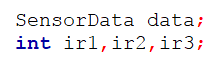 SensorData data;
int ir1,ir2,ir3;